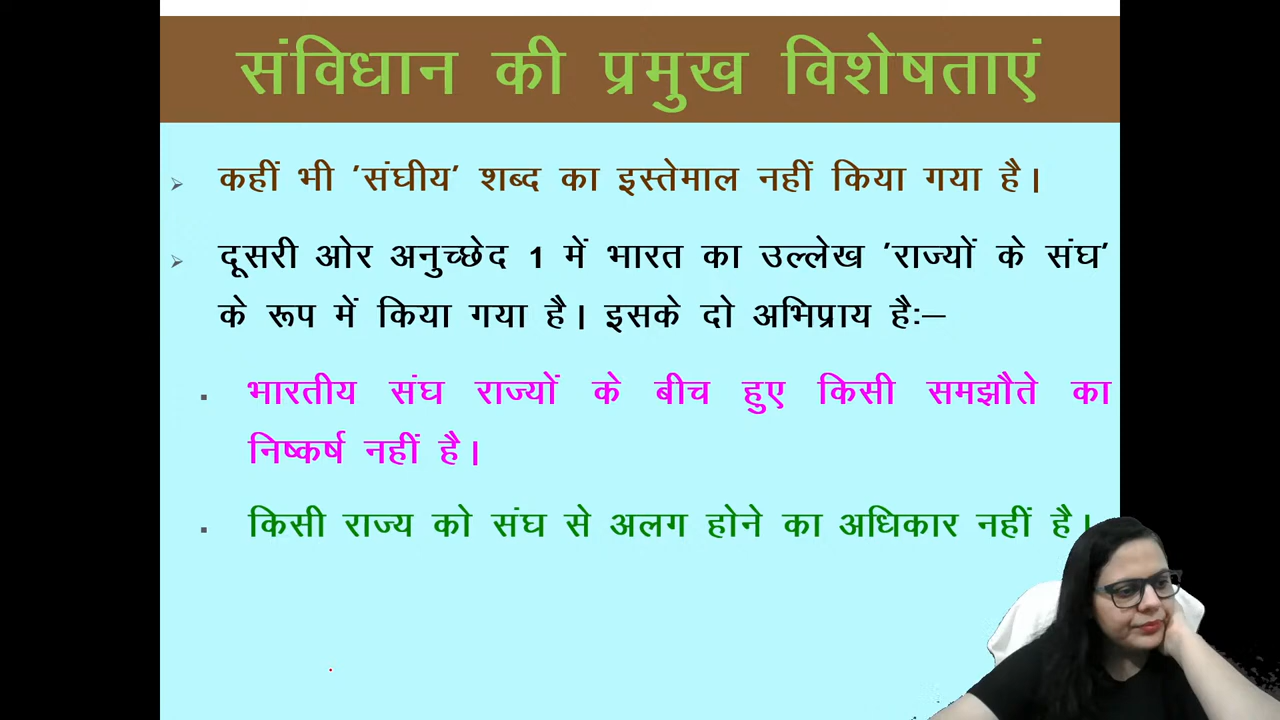 संविधान की प्रमुख विशेषताएं
कहीं भी 'संघीय' शब्द का इस्तेमाल नहीं किया गया है।
दूसरी ओर अनुच्छेद 1 में भारत का उल्लेख 'राज्यों के संघ'
के रूप में किया गया है। इसके दो अभिप्राय है:–
भारतीय संघ राज्यों के बीच हुए किसी समझौते का
निष्कर्ष नहीं है।
किसी राज्य को संघ से अलग होने का अधिकार नहीं है।